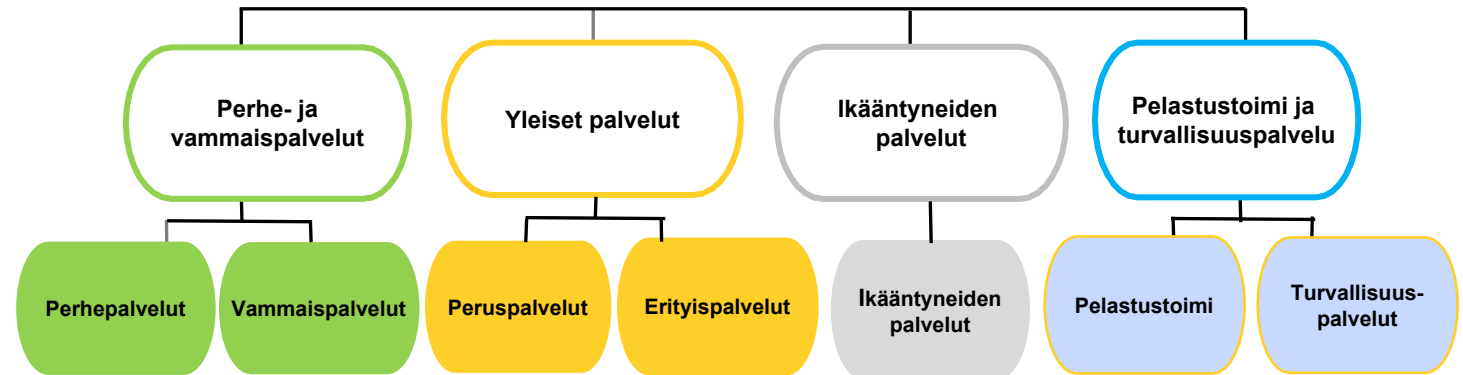 Perhe- ja
vammaispalvelut
Yleiset palvelut
Ikääntyneiden
palvelut
Pelastustoimi ja
turvallisuuspalvelu
Perhepalvelut
Vammaispalvelut
Peruspalvelut
Erityispalvelut
Ikääntyneiden
palvelut
Pelastustoimi
Turvallisuus-
palvelut